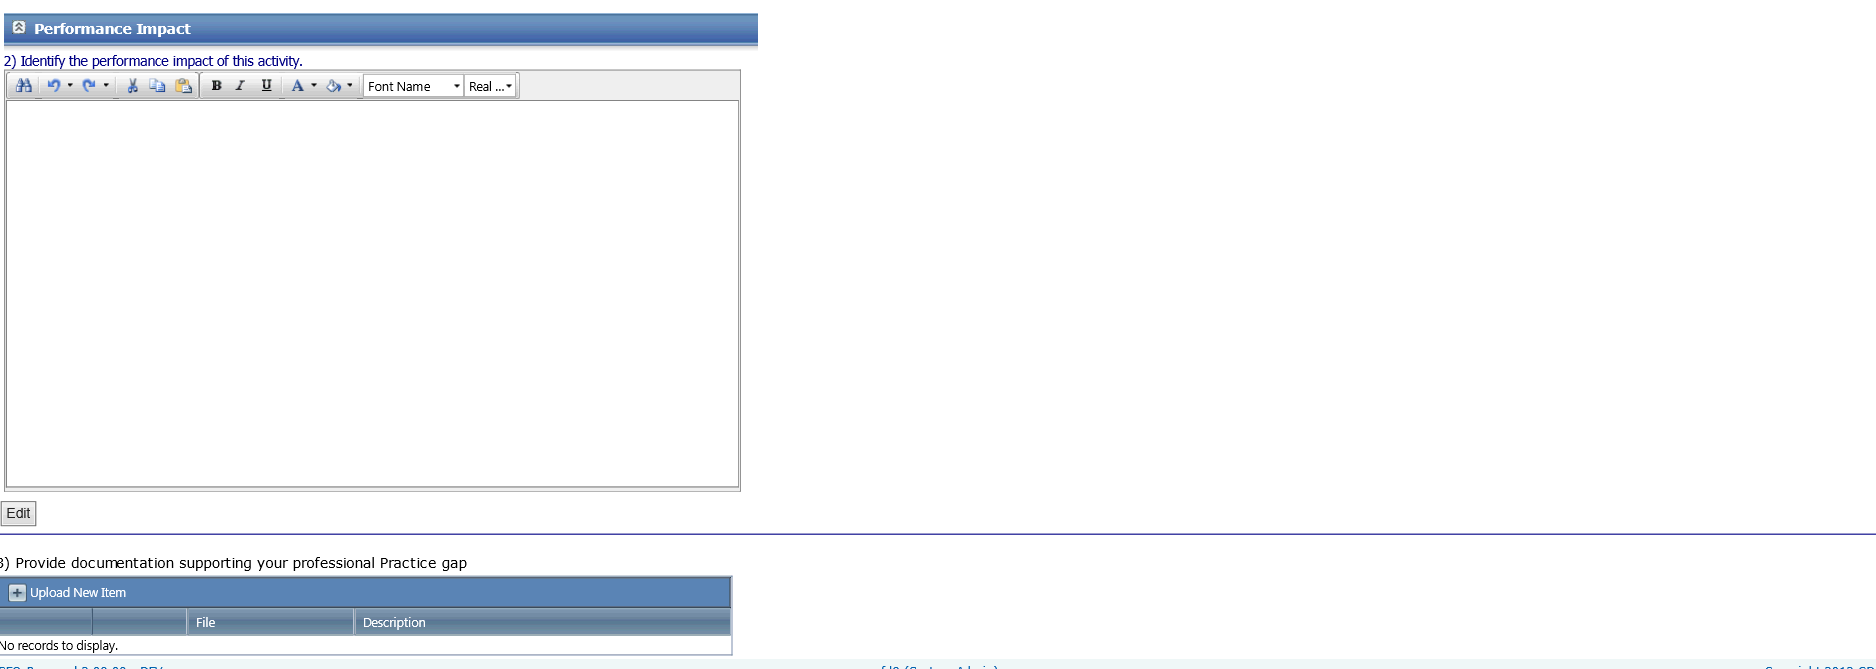 Performance Impact
2) Identify the performance impact of this activity.
B I U A Font Name Real ...
Edit
3) Provide documentation supporting your professional Practice gap
Upload New Item
File Description
No records to display.